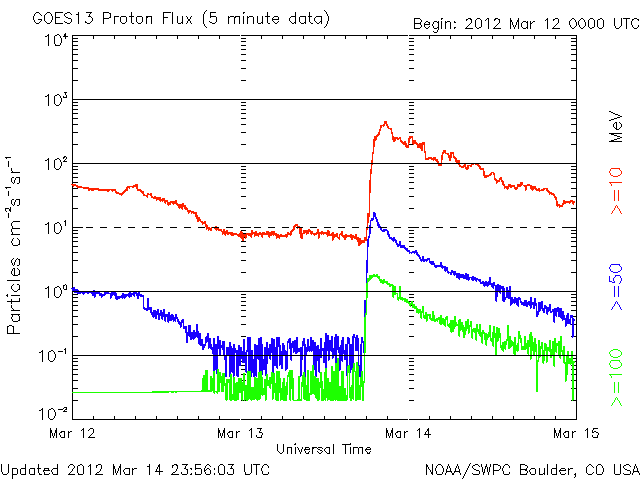 GOES13 Proton Flux (5 minute data)
Begin: 2012 Mar 12 0000 UTC
10⁴
10³
10²
10¹
10⁰
10⁻¹
10⁻²
Particles cm⁻²s⁻¹sr⁻¹
MeV
>=10
>=50
>=100
Mar 12
Mar 13
Mar 14
Mar 15
Universal Time
Updated 2012 Mar 14 23:56:03 UTC
NOAA/SWPC Boulder, CO USA